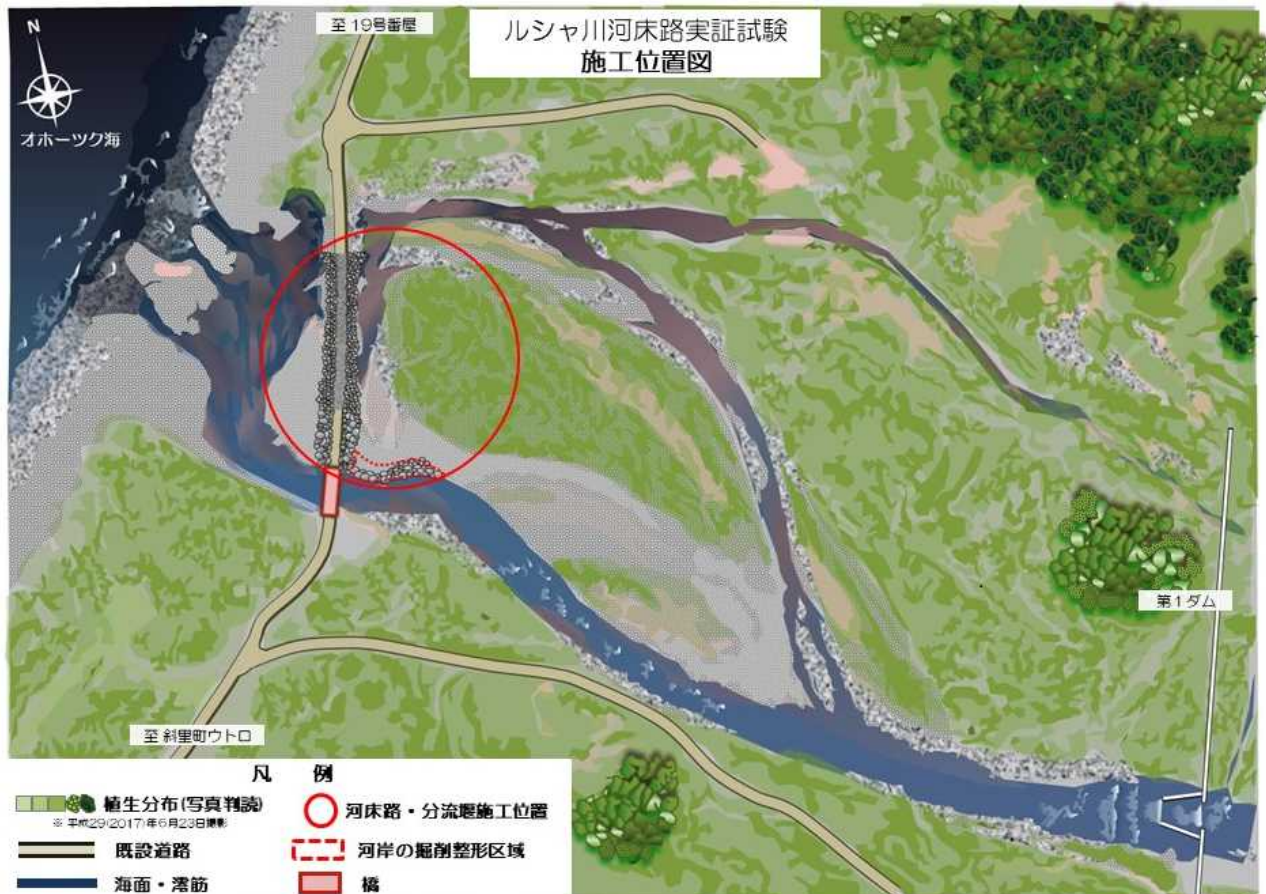 至 19号番屋
ルシャ川河床路実証試験
施工位置図
N
オホーツク海
第1ダム
至 斜里町ウトロ
凡 例
植生分布(写真判読)
※ 平成29(2017)年6月23日撮影
既設道路
海面・澪筋
河床路・分流堰施工位置
河岸の掘削整形区域
橋